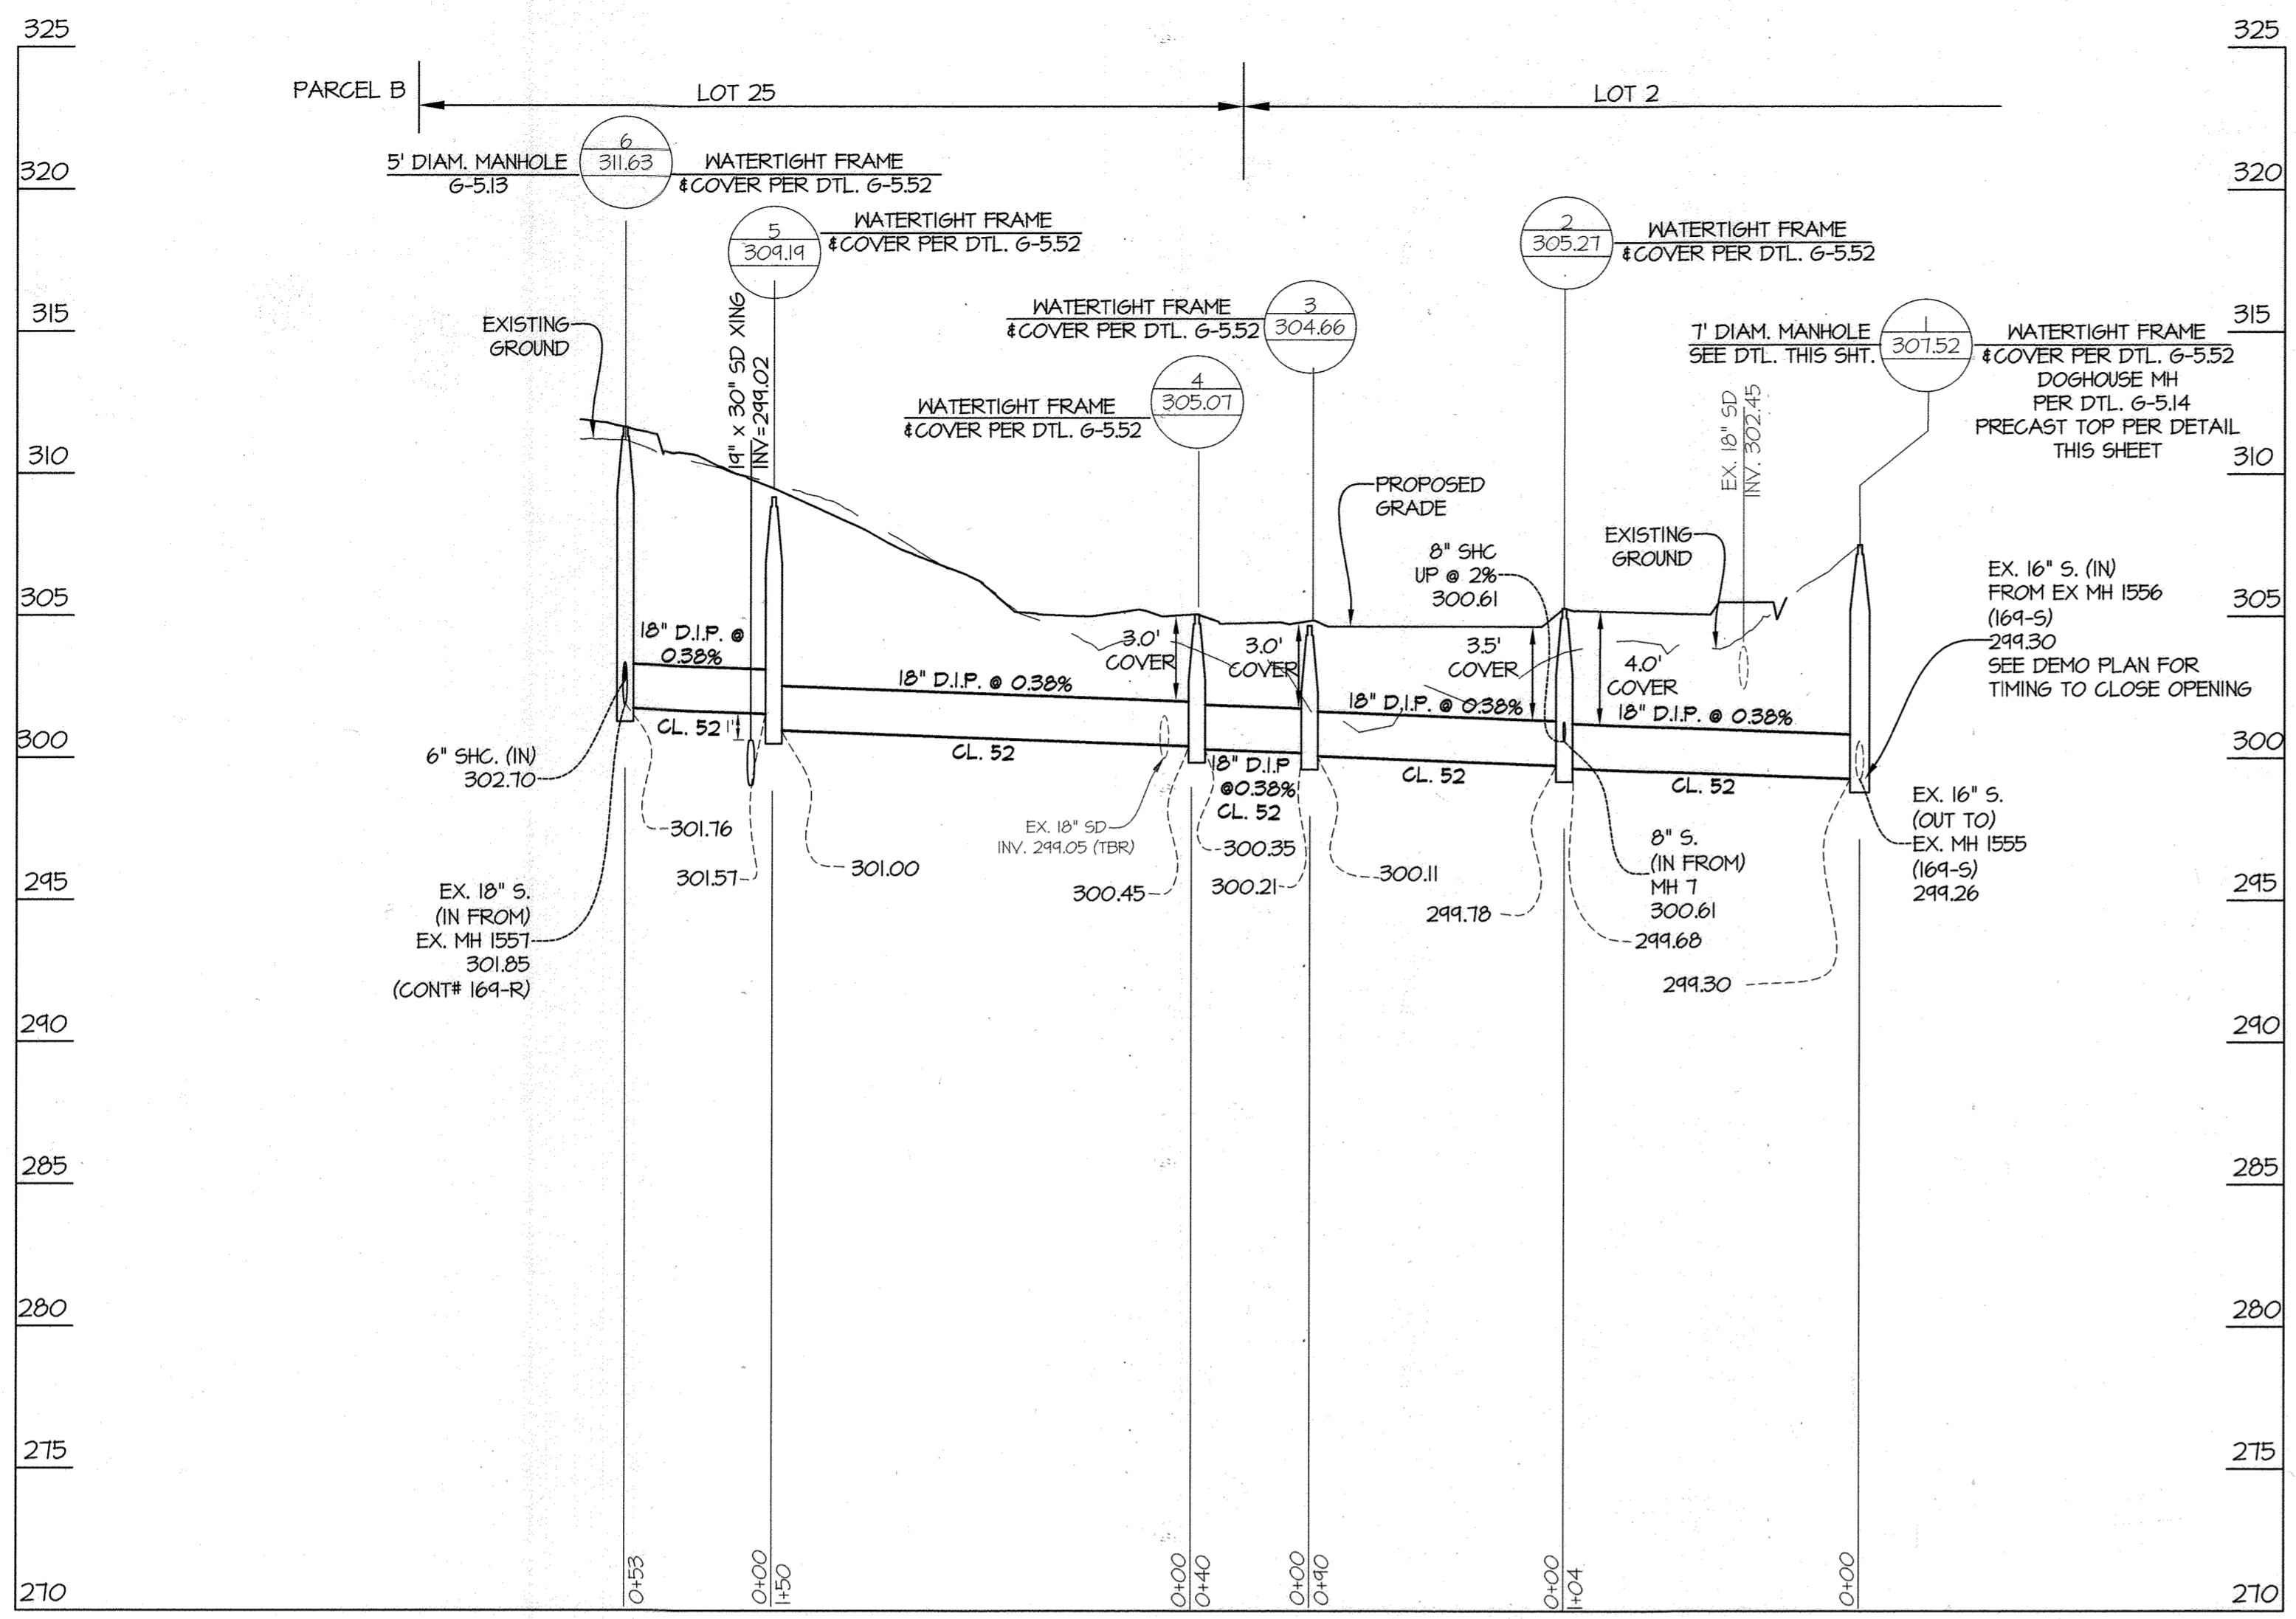 325
325
PARCEL B
LOT 25
LOT 2
6
311.63
5' DIAM. MANHOLE
G-5.13
WATERTIGHT FRAME
& COVER PER DTL. G-5.52
320
320
5
309.19
WATERTIGHT FRAME
& COVER PER DTL. G-5.52
2
305.27
WATERTIGHT FRAME
& COVER PER DTL. G-5.52
19" x 30" SD XING
INV=299.02
315
315
EXISTING
GROUND
WATERTIGHT FRAME
& COVER PER DTL. G-5.52
3
304.66
7' DIAM. MANHOLE
SEE DTL. THIS SHT.
1
307.52
WATERTIGHT FRAME
& COVER PER DTL. G-5.52
DOGHOUSE MH
PER DTL. G-5.14
PRECAST TOP PER DETAIL
THIS SHEET
WATERTIGHT FRAME
& COVER PER DTL. G-5.52
4
305.07
EX. 18" SD
INV. 302.45
310
310
PROPOSED
GRADE
EXISTING
GROUND
8" SHC
UP @ 2%
300.61
EX. 16" S. (IN)
FROM EX MH 1556
(169-S)
299.30
SEE DEMO PLAN FOR
TIMING TO CLOSE OPENING
305
305
18" D.I.P. @
0.38%
3.0'
COVER
3.0'
COVER
3.5'
COVER
4.0'
COVER
18" D.I.P. @ 0.38%
18" D.I.P. @ 0.38%
18" D.I.P. @ 0.38%
CL. 52
1'
CL. 52
18" D.I.P
@0.38%
CL. 52
CL. 52
CL. 52
300
300
6" SHC. (IN)
302.70
301.76
301.57
301.00
EX. 18" SD
INV. 299.05 (TBR)
300.45
300.35
300.21
300.11
299.78
8" S.
(IN FROM)
MH 7
300.61
299.68
299.30
EX. 16" S.
(OUT TO)
EX. MH 1555
(169-S)
299.26
295
295
EX. 18" S.
(IN FROM)
EX. MH 1557
301.85
(CONT# 169-R)
290
290
285
285
280
280
275
275
270
270
0+53
0+00
1+50
0+00
0+40
0+00
0+90
0+00
1+04
0+00